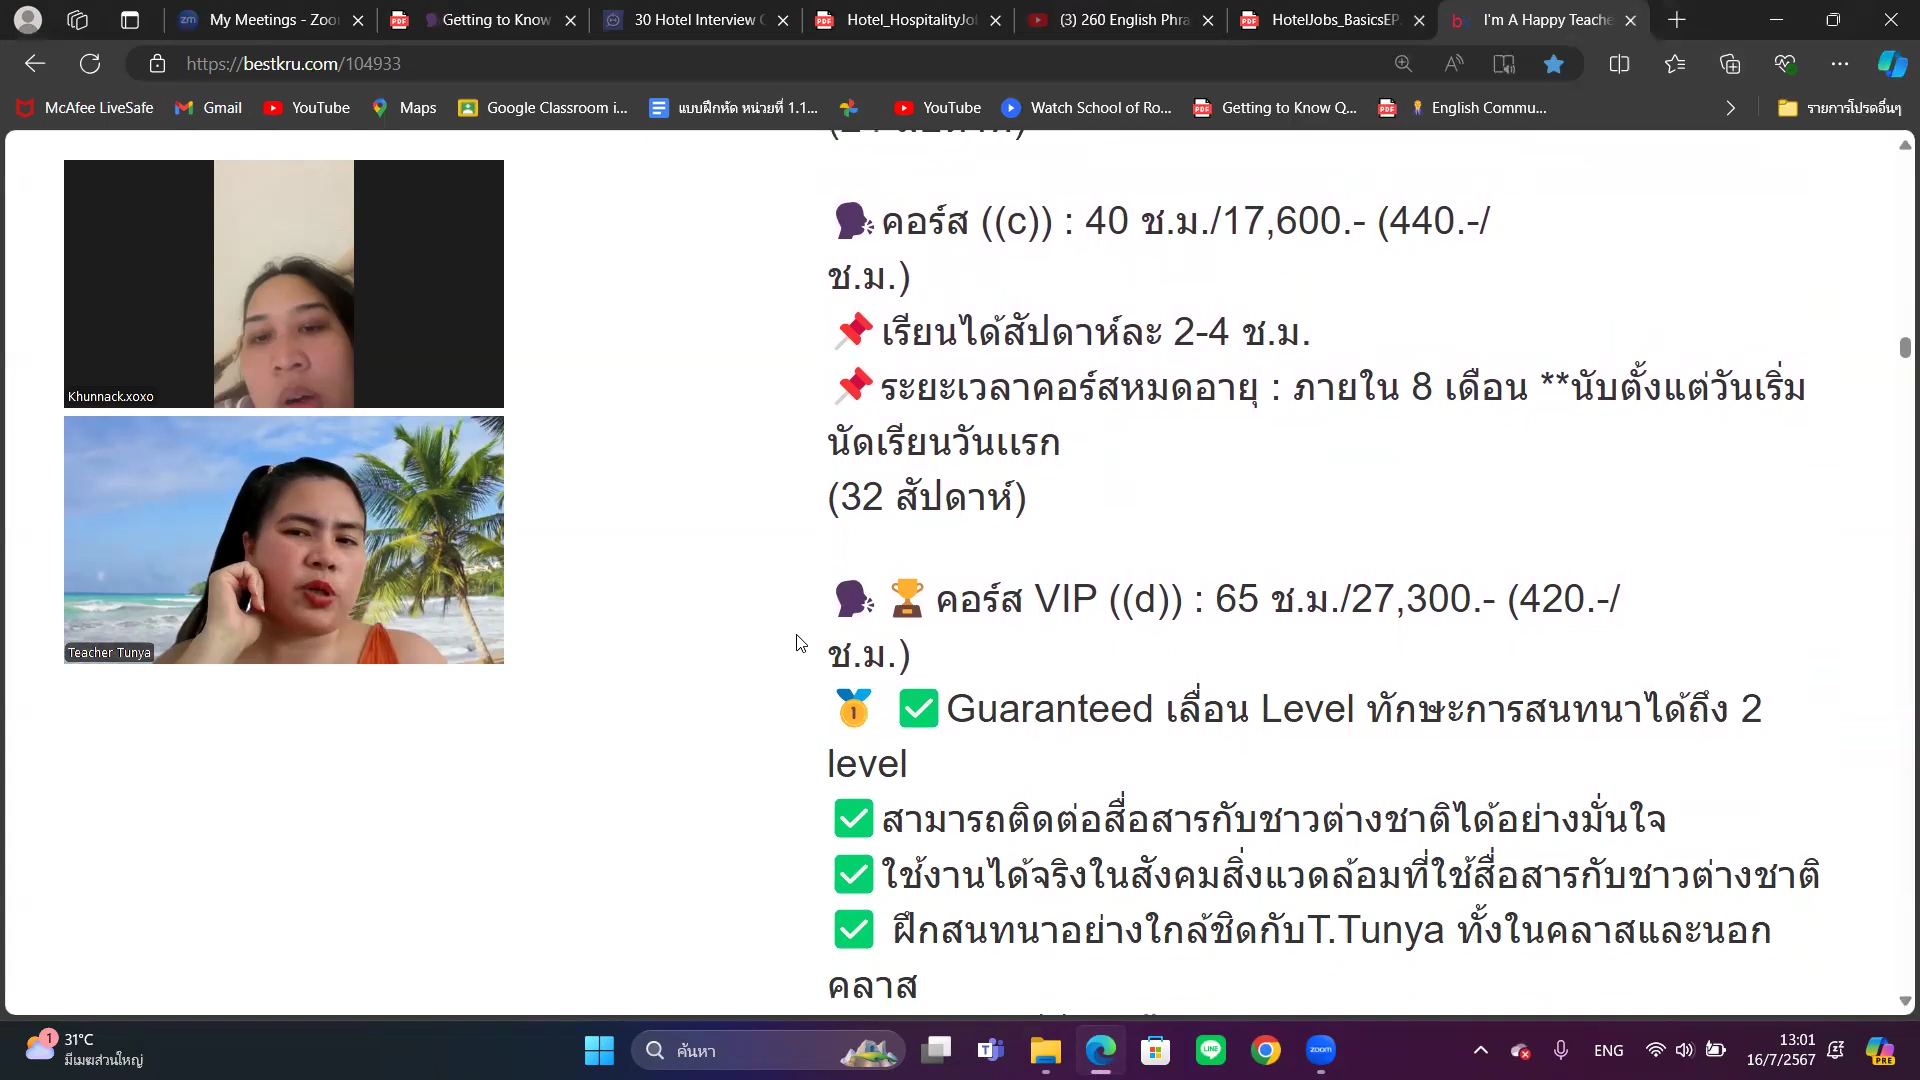 My Meetings - Zoo
Getting to Know
30 Hotel Interview
Hotel_HospitalityJo
(3) 260 English Phra
HotelJobs_BasicsEP
I'm A Happy Teache
https://bestkru.com/104933
McAfee LiveSafe
Gmail
YouTube
Maps
Google Classroom i...
แบบฝึกหัด หน่วยที่ 1.1...
YouTube
Watch School of Ro...
Getting to Know Q...
English Commu...
รายการโปรดอื่นๆ
คอร์ส ((c)) : 40 ช.ม./17,600.- (440.-/
ช.ม.)
เรียนได้สัปดาห์ละ 2-4 ช.ม.
ระยะเวลาคอร์สหมดอายุ : ภายใน 8 เดือน **นับตั้งแต่วันเริ่ม
นัดเรียนวันแรก
(32 สัปดาห์)
คอร์ส VIP ((d)) : 65 ช.ม./27,300.- (420.-/
ช.ม.)
Guaranteed เลื่อน Level ทักษะการสนทนาได้ถึง 2
level
สามารถติดต่อสื่อสารกับชาวต่างชาติได้อย่างมั่นใจ
ใช้งานได้จริงในสังคมสิ่งแวดล้อมที่ใช้สื่อสารกับชาวต่างชาติ
ฝึกสนทนาอย่างใกล้ชิดกับT.Tunya ทั้งในคลาสและนอก
คลาส
Khunnack.xoxo
Teacher Tunya
31°C
มีเมฆส่วนใหญ่
ค้นหา
ENG
13:01
16/7/2567